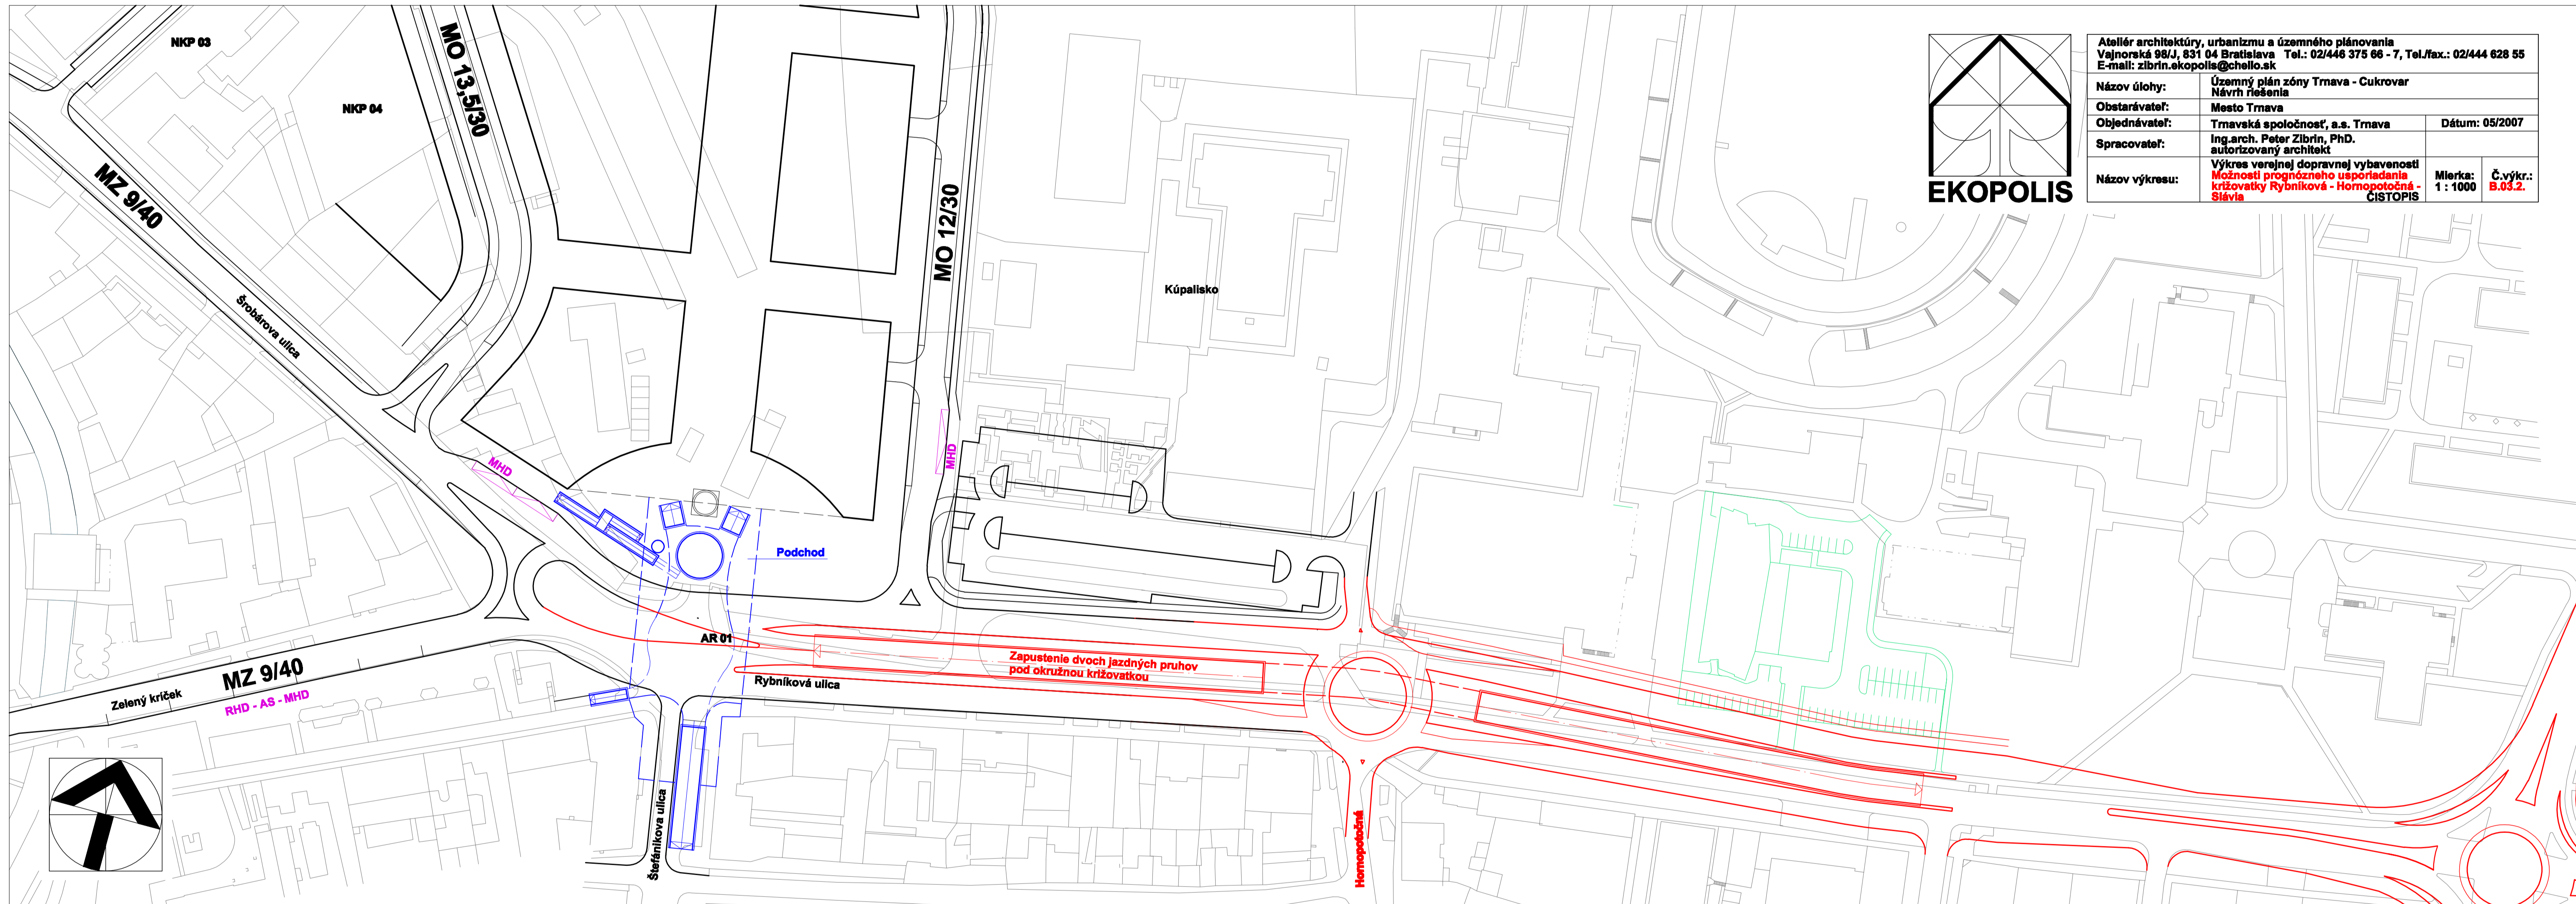 NKP 03
NKP 04
MO 13,5/30
MZ 9/40
Šrobárova ulica
MO 12/30
Kúpalisko
MHD
MHD
Podchod
AR 01
Zapustenie dvoch jazdných pruhov
pod okružnou križovatkou
Rybníková ulica
MZ 9/40
Zelený kríček
RHD - AS - MHD
Štefánikova ulica
Hornopotočná
EKOPOLIS
Ateliér architektúry, urbanizmu a územného plánovania
Vajnorská 98/J, 831 04 Bratislava Tel.: 02/446 375 66 - 7, Tel./fax.: 02/444 628 55
E-mail: zibrin.ekopolis@chello.sk
Názov úlohy: Územný plán zóny Trnava - Cukrovar
Návrh riešenia
Obstarávateľ: Mesto Trnava
Objednávateľ: Trnavská spoločnosť, a.s. Trnava Dátum: 05/2007
Spracovateľ: Ing.arch. Peter Zibrin, PhD.
autorizovaný architekt
Názov výkresu: Výkres verejnej dopravnej vybavenosti
Možnosti prognózneho usporiadania
križovatky Rybníková - Hornopotočná -
Slávia ČISTOPIS
Mierka:
1 : 1000
Č.výkr.:
B.03.2.